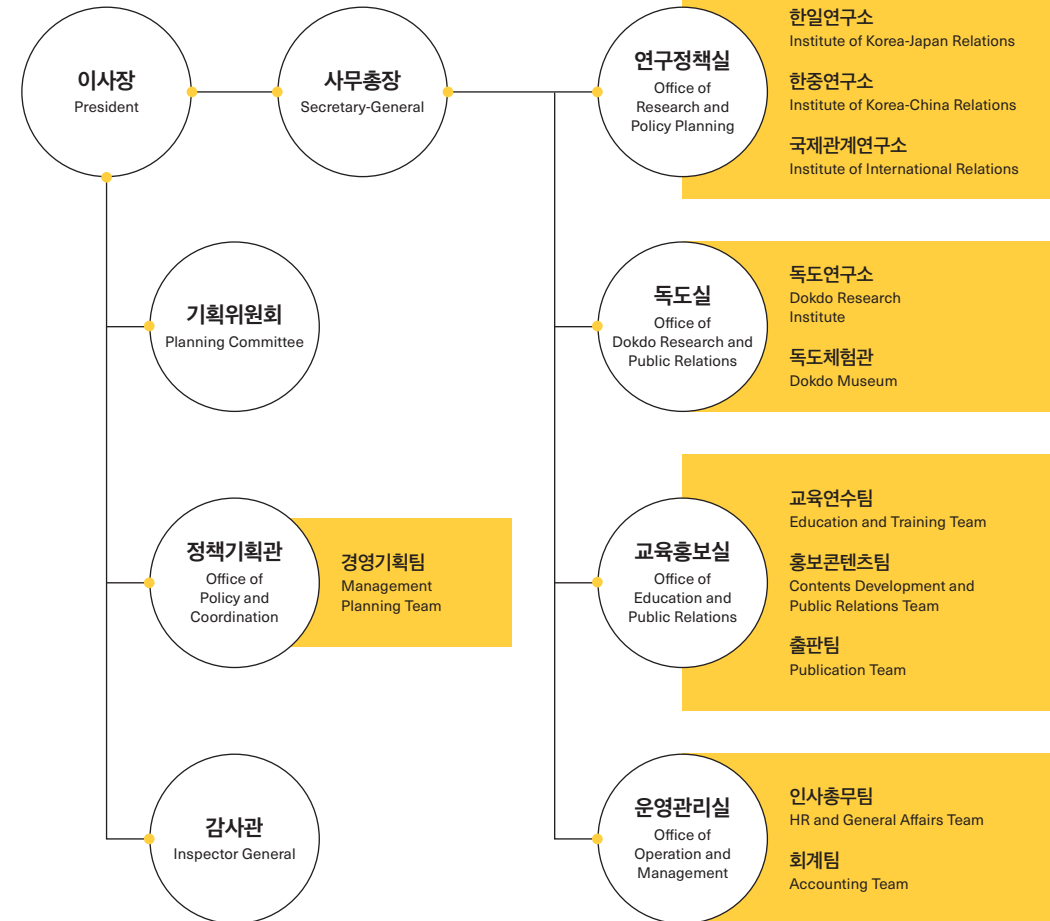 이사장
President
사무총장
Secretary-General
연구정책실
Office of
Research and
Policy Planning
한일연구소
Institute of Korea-Japan Relations
한중연구소
Institute of Korea-China Relations
국제관계연구소
Institute of International Relations
기획위원회
Planning Committee
독도실
Office of
Dokdo Research and
Public Relations
독도연구소
Dokdo Research
Institute
독도체험관
Dokdo Museum
정책기획관
Office of
Policy and
Coordination
경영기획팀
Management
Planning Team
교육홍보실
Office of
Education and
Public Relations
교육연수팀
Education and Training Team
홍보콘텐츠팀
Contents Development and
Public Relations Team
출판팀
Publication Team
감사관
Inspector General
운영관리실
Office of
Operation and
Management
인사총무팀
HR and General Affairs Team
회계팀
Accounting Team